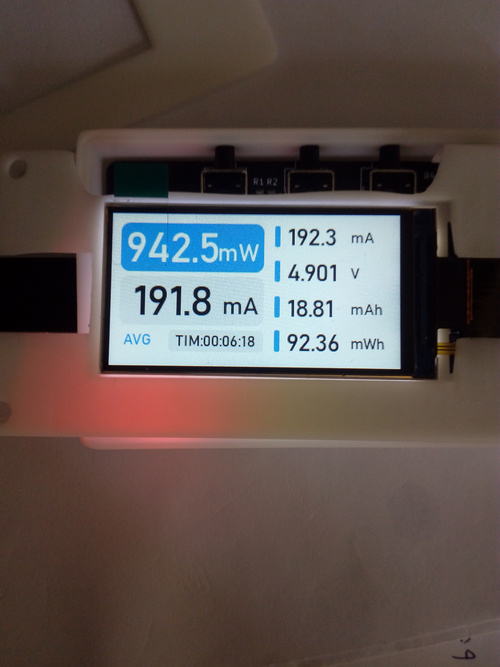 R1 R2
942.5mW
191.8 mA
AVG
TIM:00:06:18
192.3 mA
4.901 V
18.81 mAh
92.36 mWh